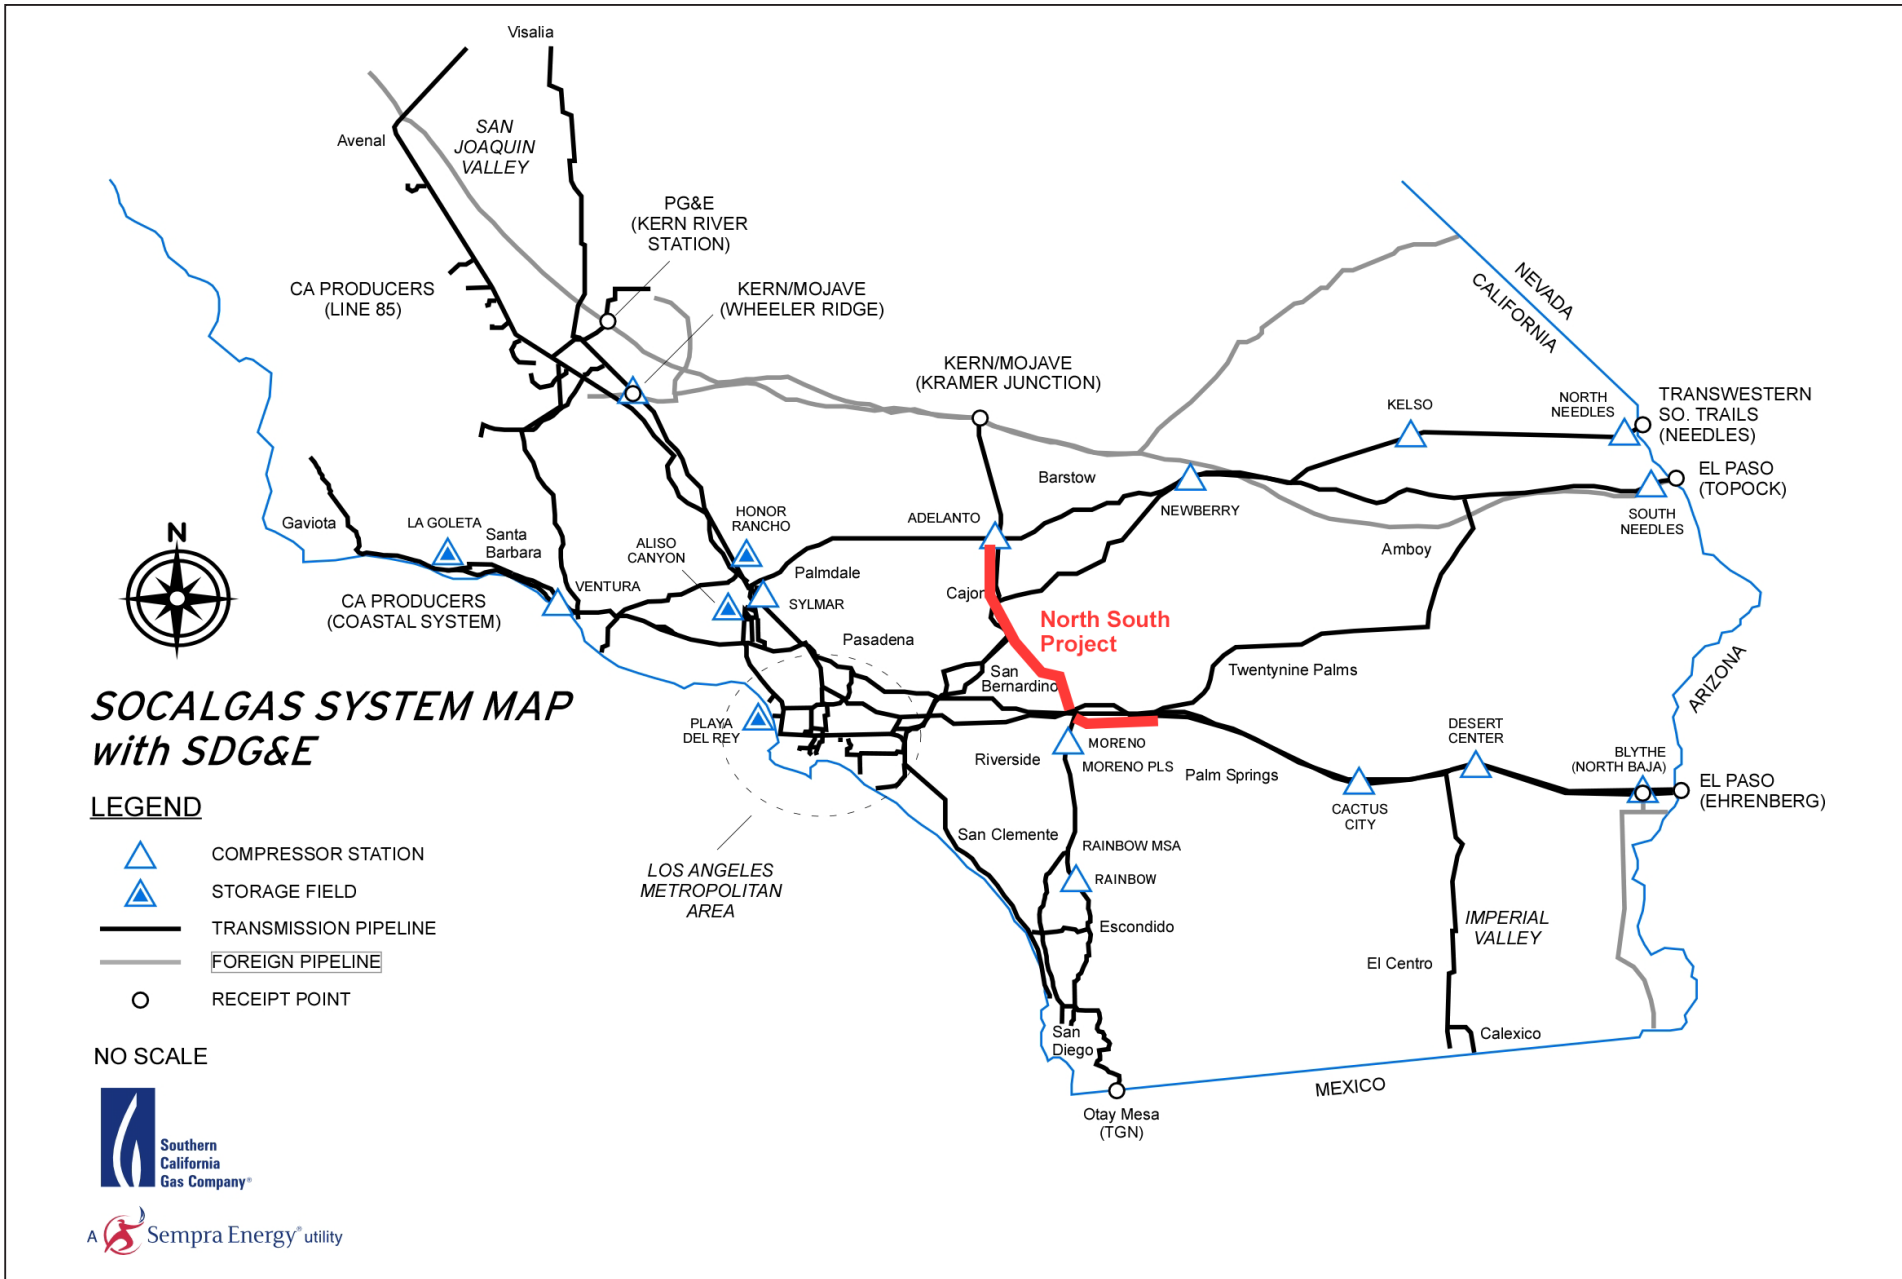 Visalia
SAN
JOAQUIN
VALLEY
Avenal
PG&E
(KERN RIVER
STATION)
CA PRODUCERS
(LINE 85)
KERN/MOJAVE
(WHEELER RIDGE)
KERN/MOJAVE
(KRAMER JUNCTION)
NEVADA
CALIFORNIA
KELSO
NORTH
NEEDLES
TRANSWESTERN
SO. TRAILS
(NEEDLES)
EL PASO
(TOPOCK)
SOUTH
NEEDLES
Barstow
NEWBERRY
ADELANTO
Amboy
HONOR
RANCHO
ALISO
CANYON
Palmdale
SYLMAR
Gaviota
LA GOLETA
Santa
Barbara
VENTURA
CA PRODUCERS
(COASTAL SYSTEM)
N
Cajon
North South
Project
Pasadena
San
Bernardino
Twentynine Palms
ARIZONA
SOCALGAS SYSTEM MAP
with SDG&E
PLAYA
DEL REY
MORENO
MORENO PLS
Riverside
Palm Springs
DESERT
CENTER
CACTUS
CITY
BLYTHE
(NORTH BAJA)
EL PASO
(EHRENBERG)
LEGEND
COMPRESSOR STATION
STORAGE FIELD
TRANSMISSION PIPELINE
FOREIGN PIPELINE
RECEIPT POINT
NO SCALE
LOS ANGELES
METROPOLITAN
AREA
San Clemente
RAINBOW MSA
RAINBOW
Escondido
IMPERIAL
VALLEY
El Centro
San
Diego
Calexico
MEXICO
Otay Mesa
(TGN)
Southern
California
Gas Company®
A Sempra Energy® utility